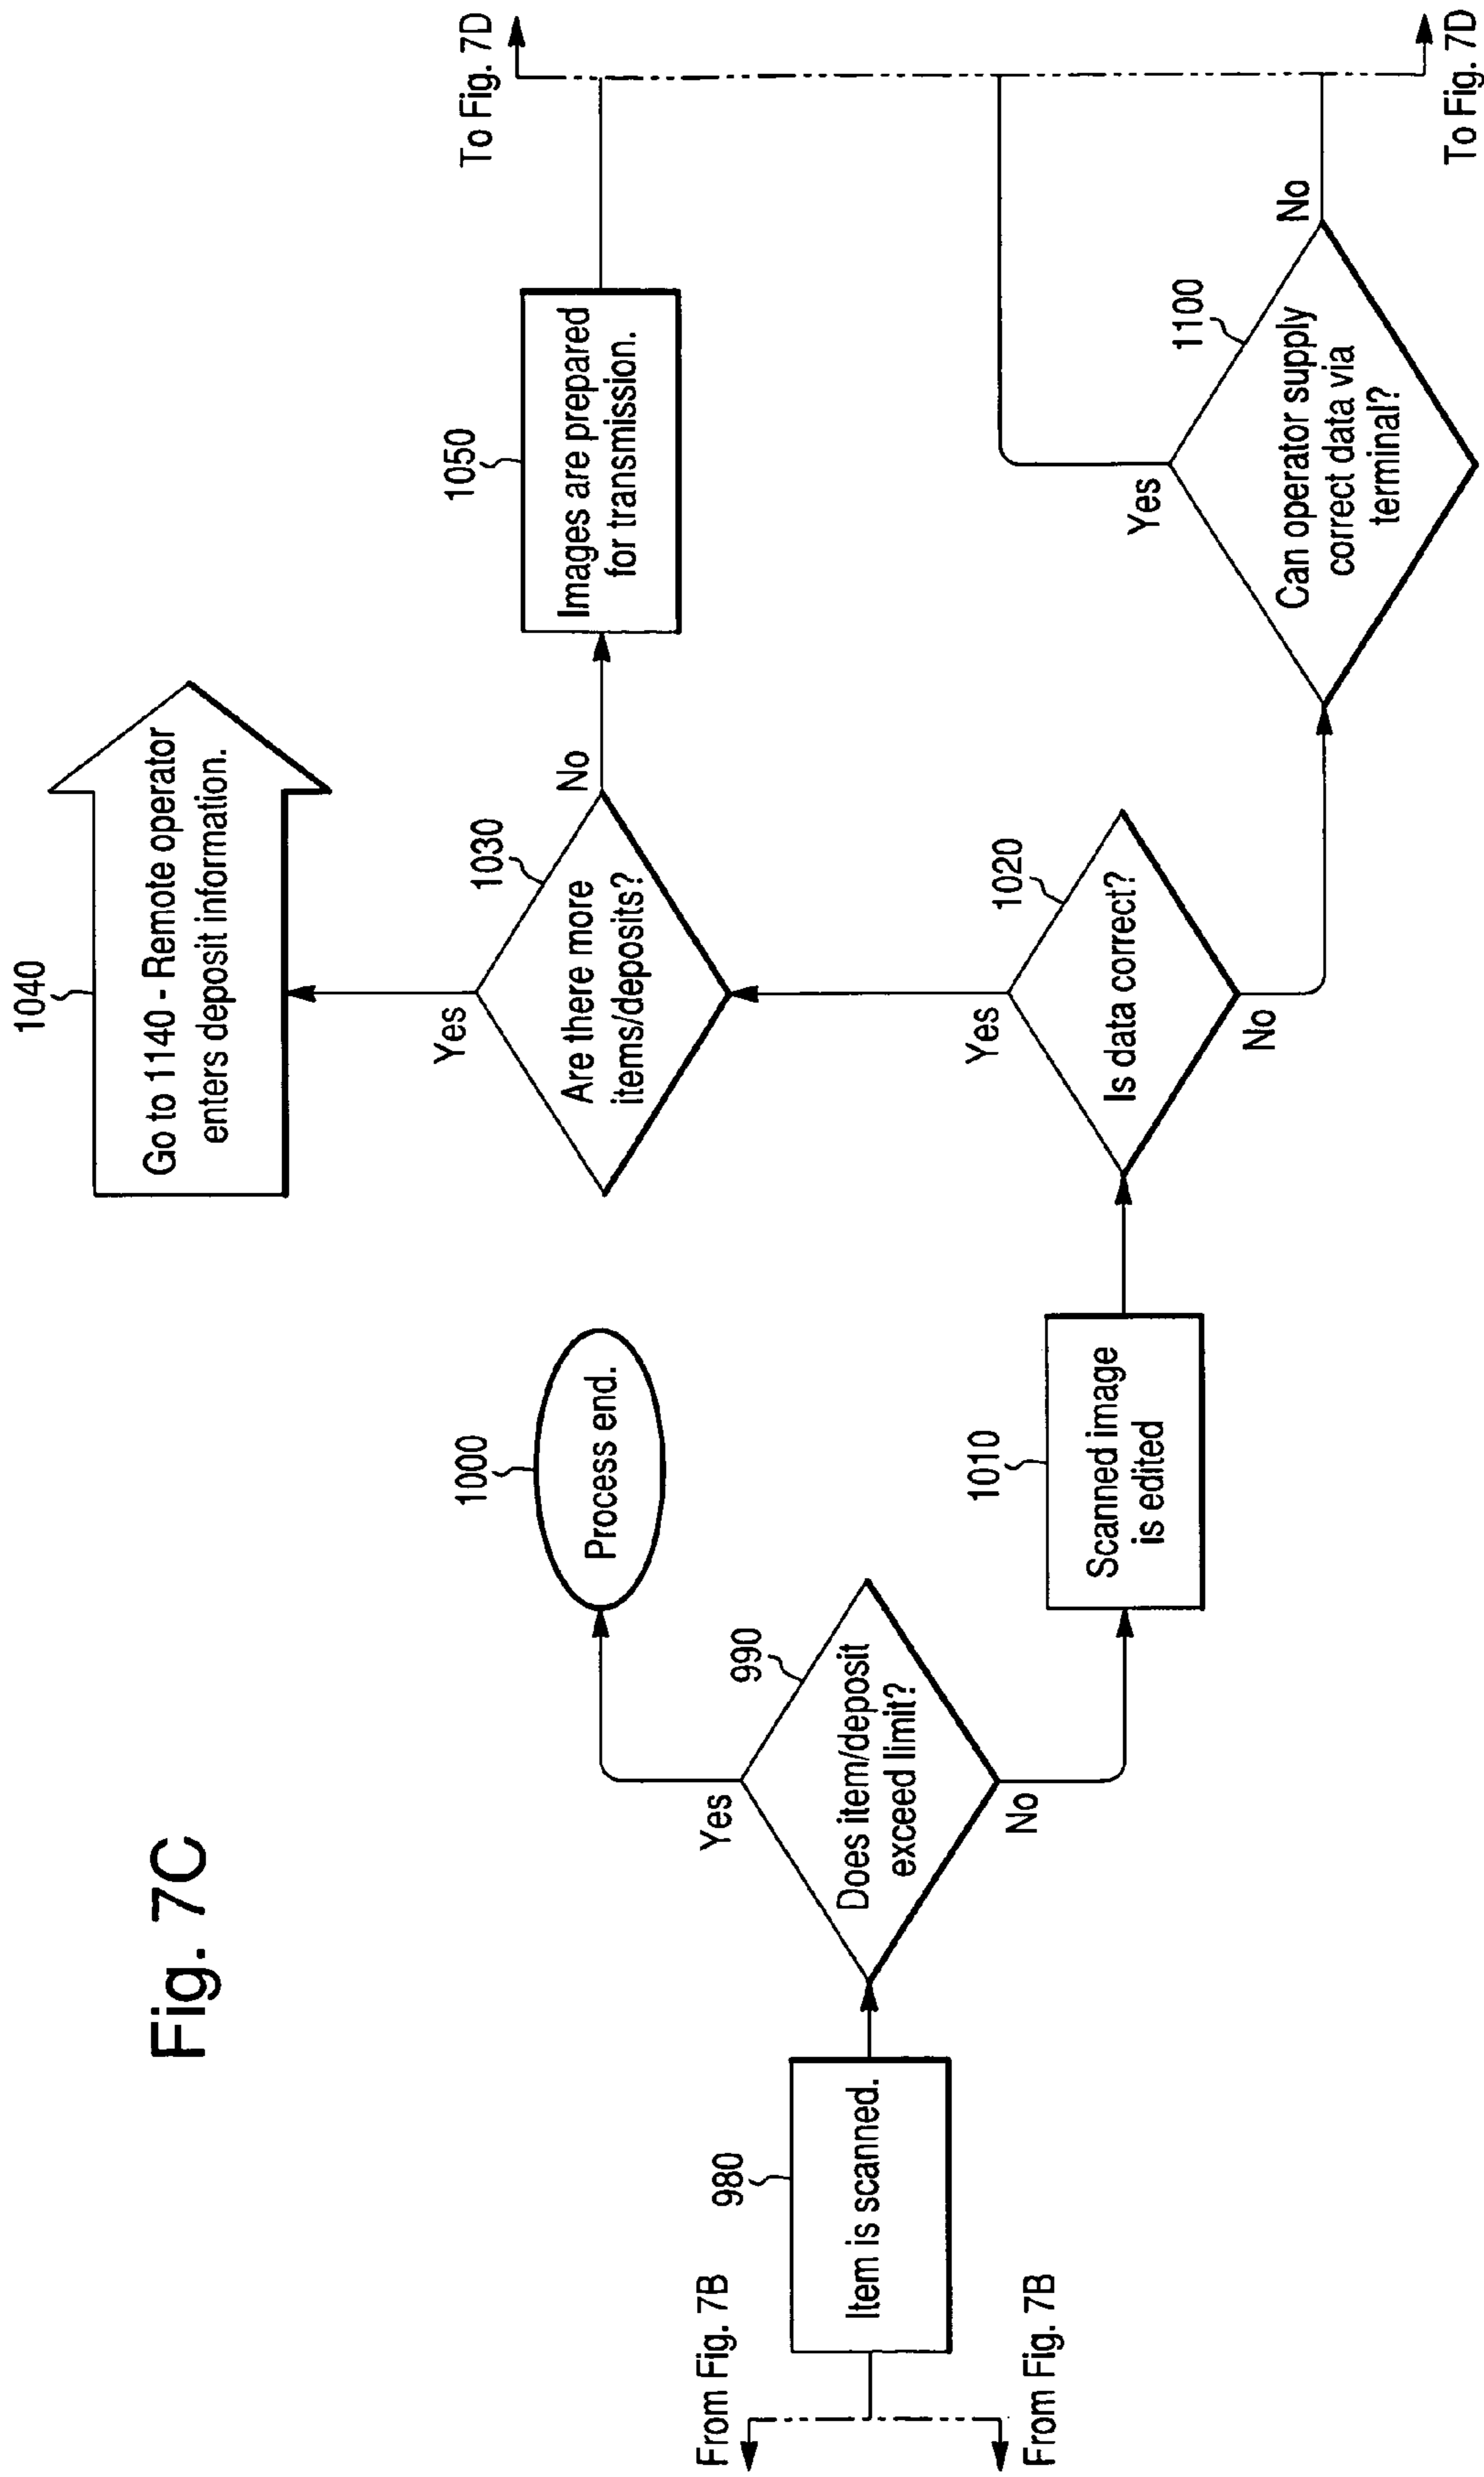 Fig. 7C
From Fig. 7B
From Fig. 7B
980
Item is scanned.
990
Does item/deposit
exceed limit?
Yes
No
1000
Process end.
1010
Scanned image
is edited
1020
Is data correct?
Yes
No
1030
Are there more
items/deposits?
Yes
No
1040
Go to 1140 - Remote operator
enters deposit information.
1050
Images are prepared
for transmission.
1100
Can operator supply
correct data via
terminal?
Yes
No
To Fig. 7D
To Fig. 7D